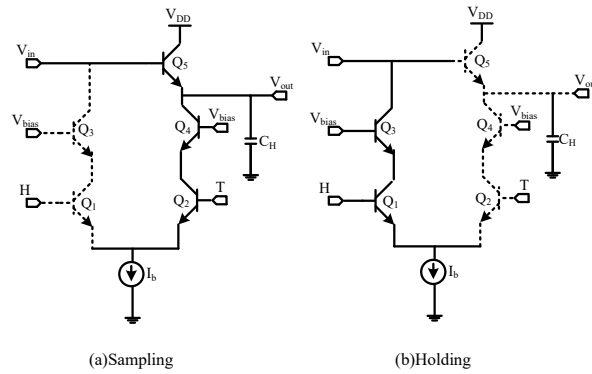 V_DD
V_in
Q_5
V_out
V_bias
Q_3
Q_4
V_bias
C_H
H
Q_1
Q_2
T
I_b
(a)Sampling
V_DD
V_in
Q_5
V_ou
V_bias
Q_3
Q_4
V_bias
C_H
H
Q_1
Q_2
T
I_b
(b)Holding